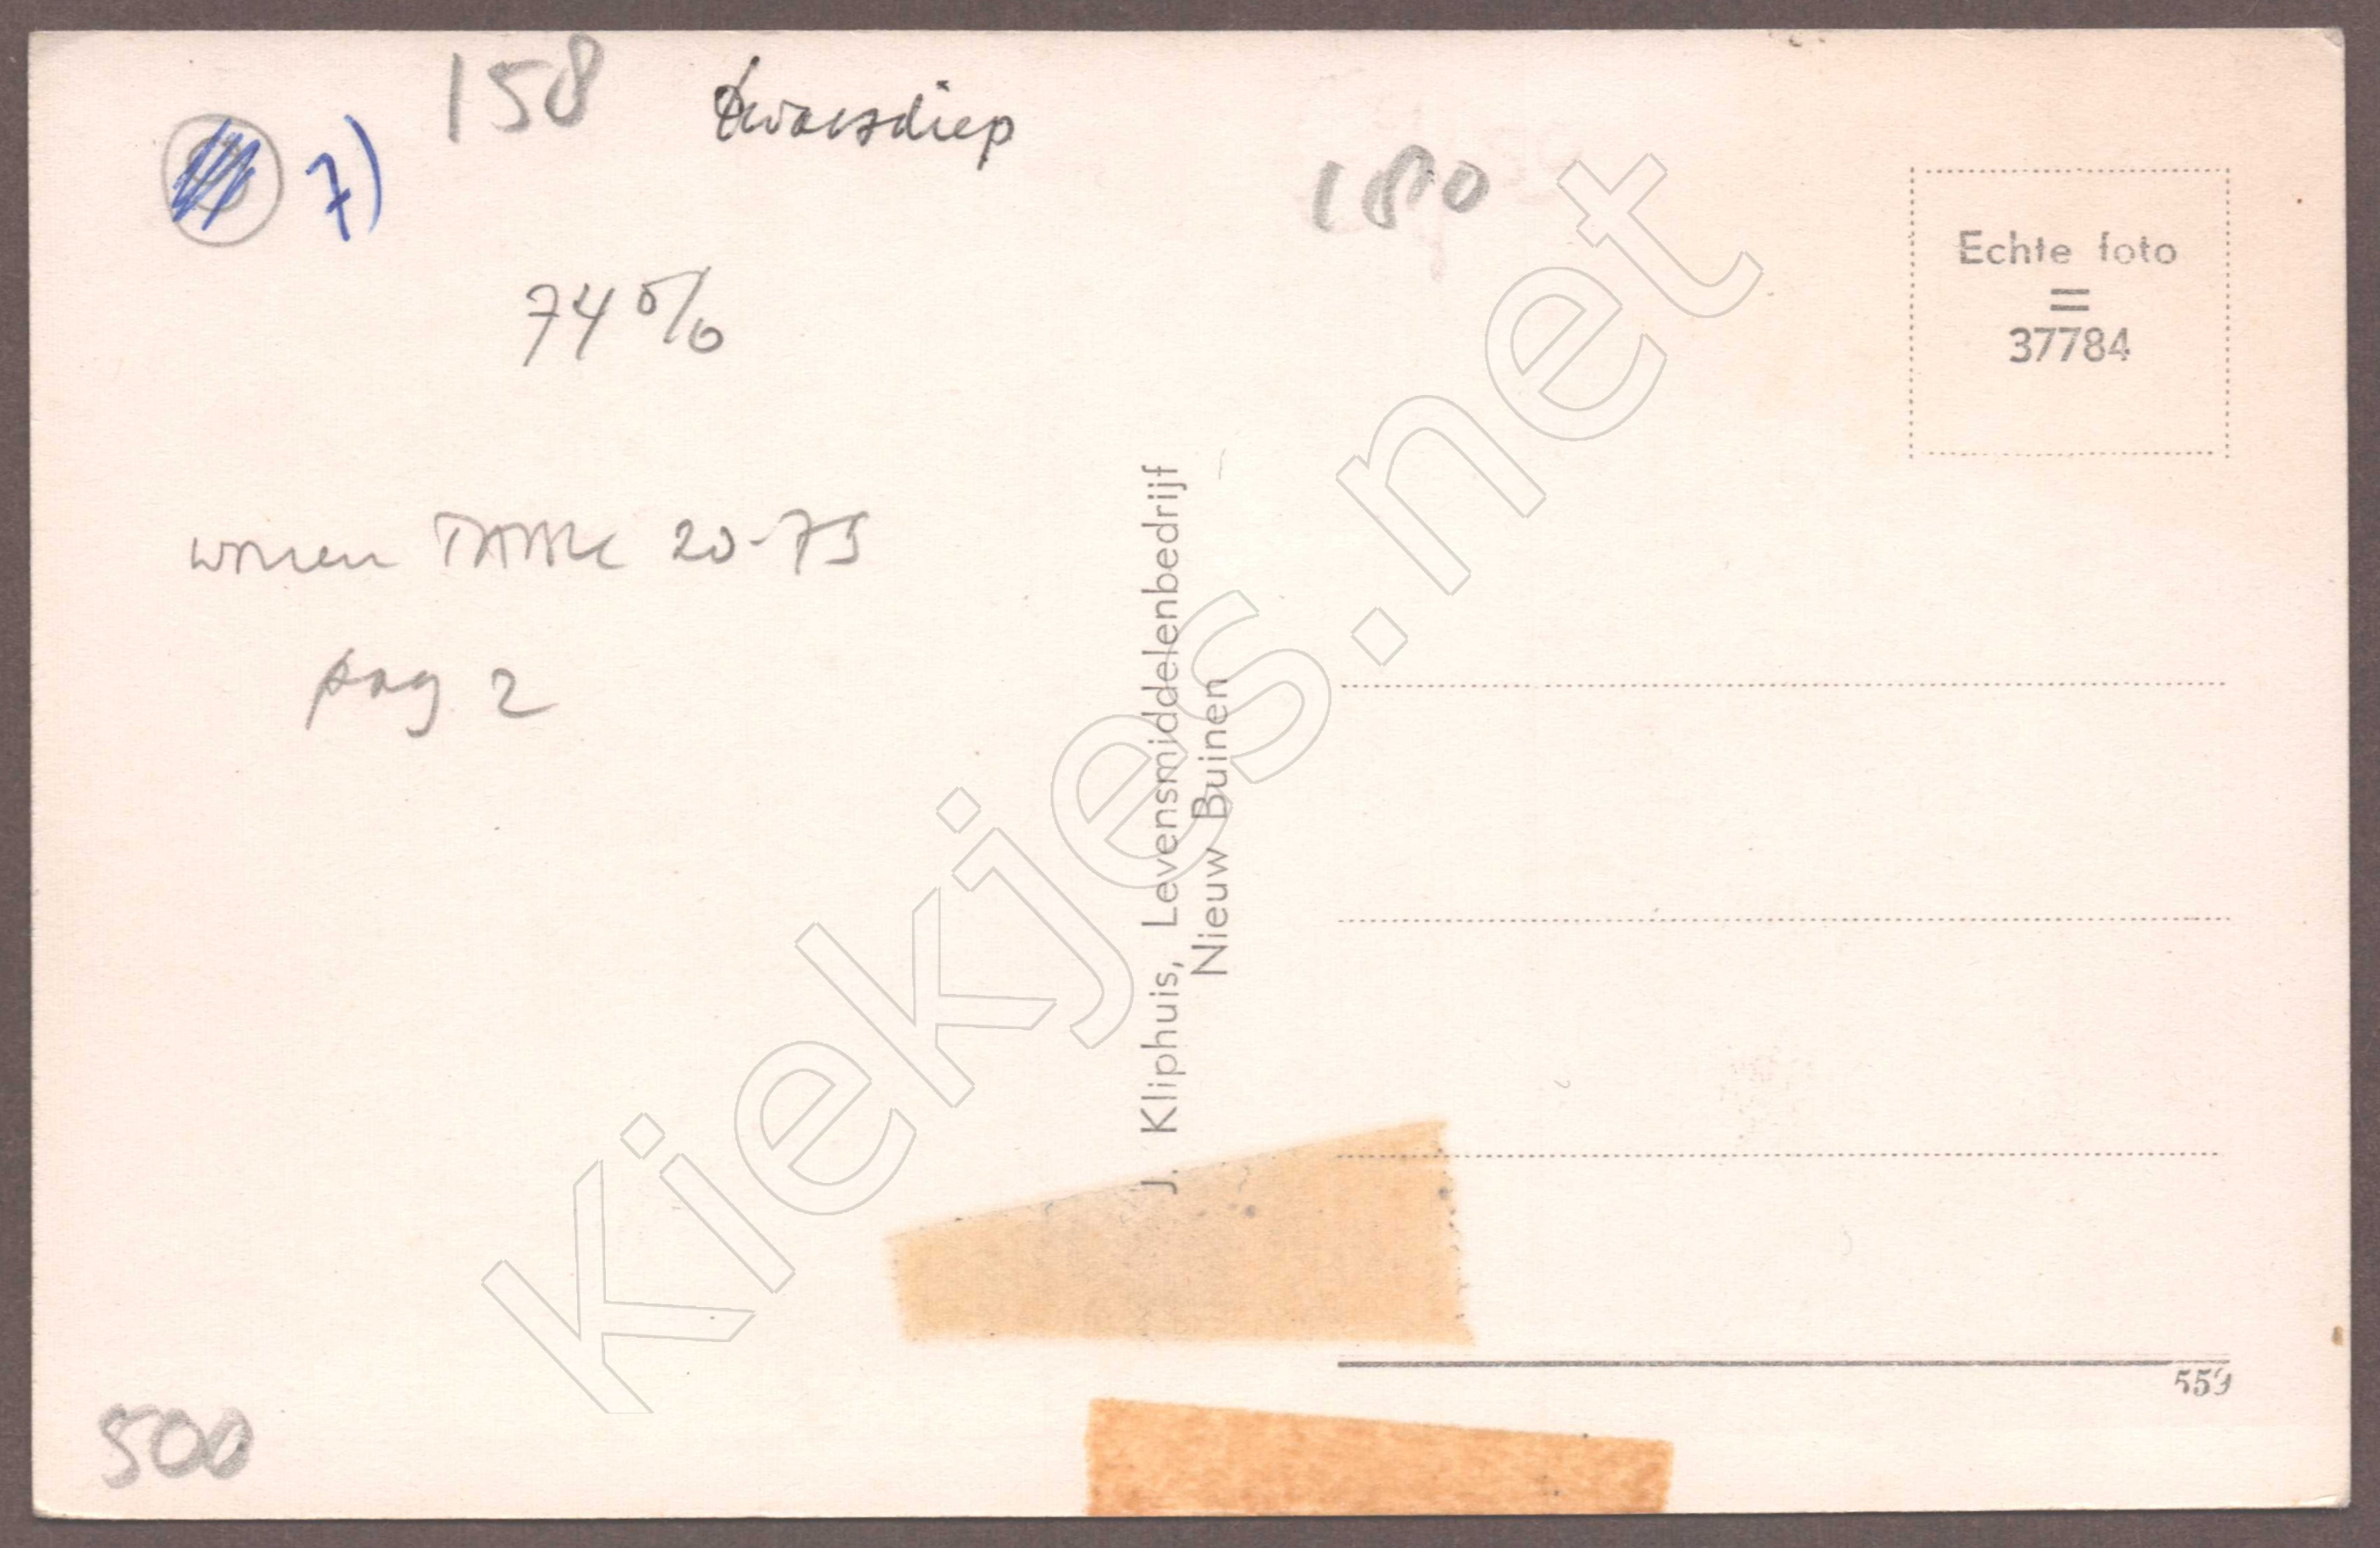 158
dwarsdiep
7)
180
Echte foto
=
37784
74%
20-75
pag 2
J. Kliphuis, Levensmiddelenbedrijf
Nieuw Buinen
Kiekjes.net
559
500